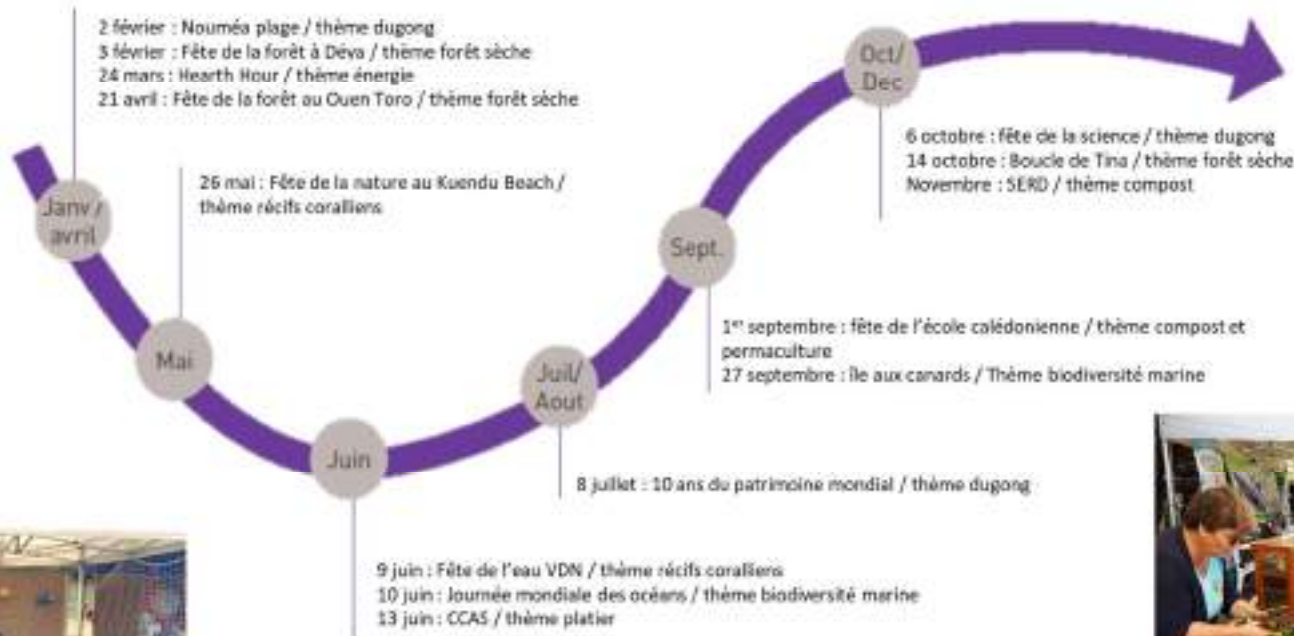 2 février : Nouméa plage / thème dugong
3 février : Fête de la forêt à Déva / thème forêt sèche
24 mars : Hearth Hour / thème énergie
21 avril : Fête de la forêt au Ouen Toro / thème forêt sèche
Janv /
avril
26 mai : Fête de la nature au Kuendu Beach /
thème récifs coralliens
Mai
Juin
9 juin : Fête de l'eau VDN / thème récifs coralliens
10 juin : Journée mondiale des océans / thème biodiversité marine
13 juin : CCAS / thème platier
Juil/
Aout
8 juillet : 10 ans du patrimoine mondial / thème dugong
Sept.
1er septembre : fête de l'école calédonienne / thème compost et
permaculture
27 septembre : île aux canards / Thème biodiversité marine
Oct/
Dec
6 octobre : fête de la science / thème dugong
14 octobre : Boucle de Tina / thème forêt sèche
Novembre : SERD / thème compost